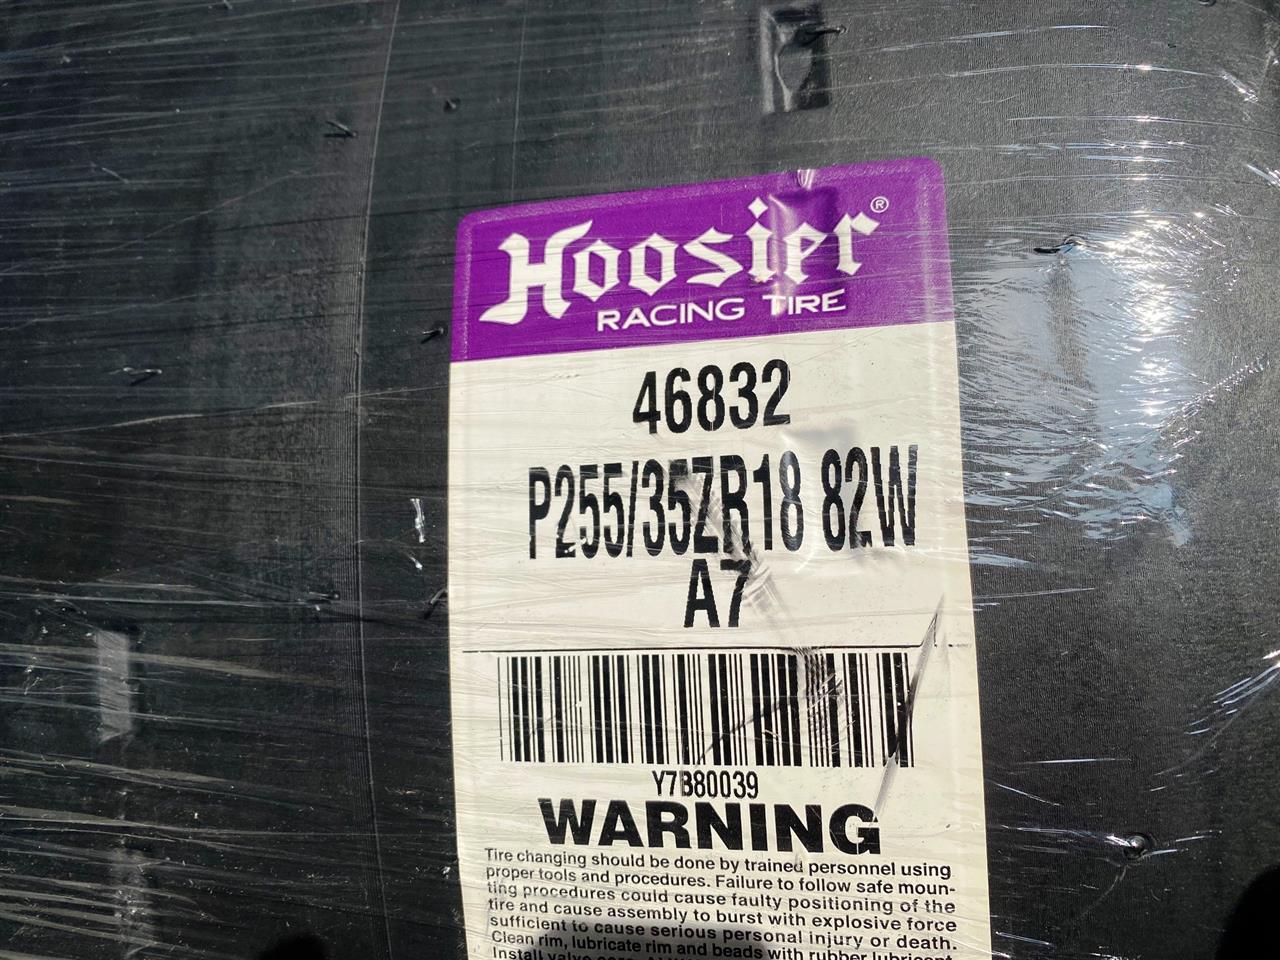 Hoosier®
RACING TIRE
46832
P255/35ZR18 82W
A7
Y7B80039
WARNING
Tire changing should be done by trained personnel using
proper tools and procedures. Failure to follow safe moun-
ting procedures could cause faulty positioning of the
tire and cause assembly to burst with explosive force
sufficient to cause serious personal injury or death.
Clean rim, lubricate rim and beads with rubber lubricant.
Install valve core.